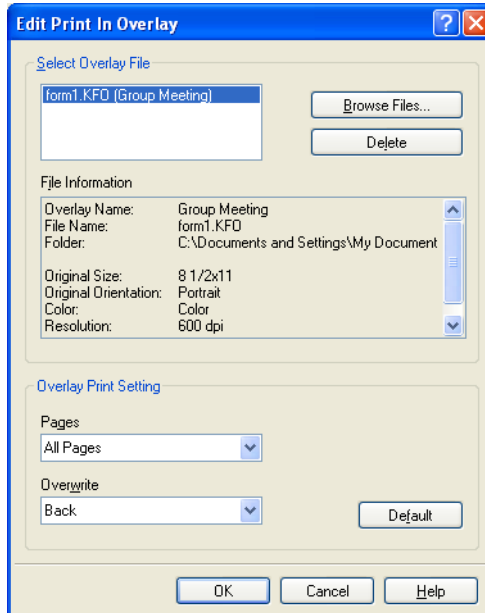 Edit Print In Overlay
Select Overlay File
form1.KFO (Group Meeting)
Browse Files...
Delete
File Information
Overlay Name: Group Meeting
File Name: form1.KFO
Folder: C:\Documents and Settings\My Document
Original Size: 8 1/2x11
Original Orientation: Portrait
Color: Color
Resolution: 600 dpi
Overlay Print Setting
Pages
All Pages
Overwrite
Back
Default
OK Cancel Help